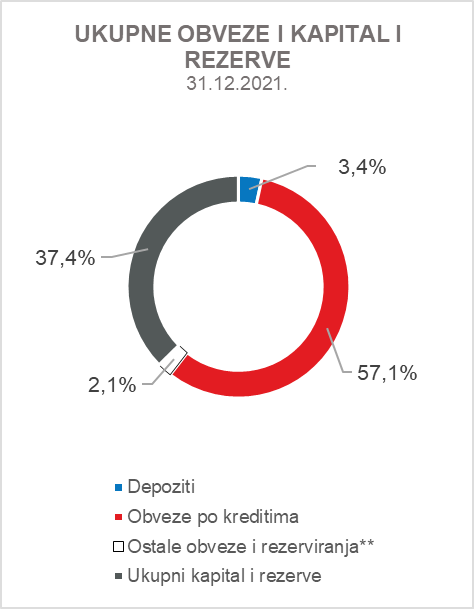 UKUPNE OBVEZE I KAPITAL I
REZERVE
31.12.2021.
3,4%
37,4%
57,1%
2,1%
Depoziti
Obveze po kreditima
Ostale obveze i rezerviranja**
Ukupni kapital i rezerve